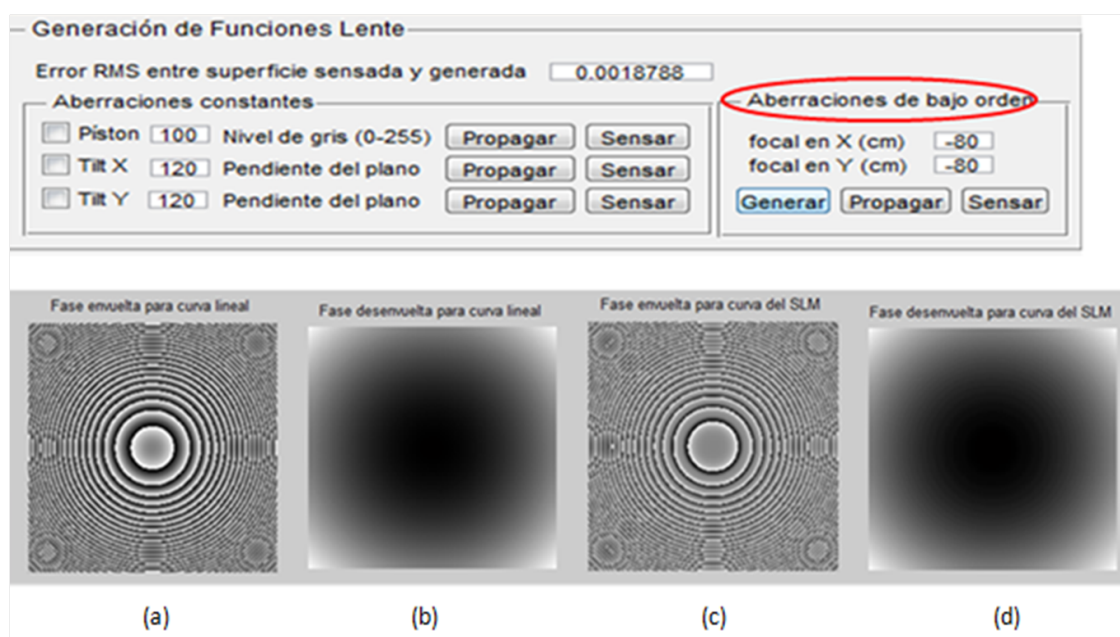 Generación de Funciones Lente
Error RMS entre superficie sensada y generada 0.0018788
Aberraciones constantes
Píston 100 Nivel de gris (0-255) Propagar Sensar
Tilt X 120 Pendiente del plano Propagar Sensar
Tilt Y 120 Pendiente del plano Propagar Sensar
Aberraciones de bajo orden
focal en X (cm) -80
focal en Y (cm) -80
Generar Propagar Sensar
Fase envuelta para curva lineal
Fase desenvuelta para curva lineal
Fase envuelta para curva del SLM
Fase desenvuelta para curva del SLM
(a)
(b)
(c)
(d)